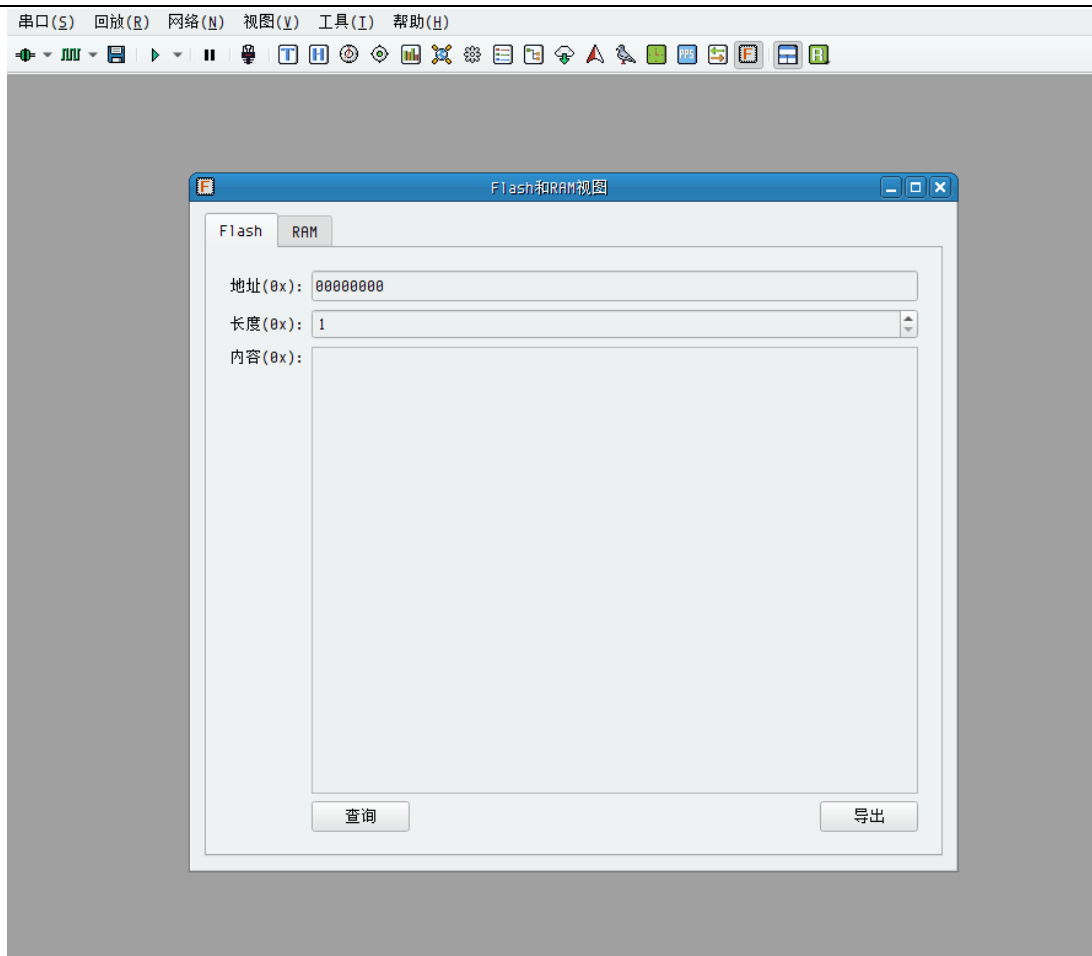 串口(S) 回放(R) 网络(N) 视图(V) 工具(T) 帮助(H)
T H PPS F R
F Flash和RAM视图
Flash RAM
地址(0x): 00000000
长度(0x): 1
内容(0x):
查询 导出